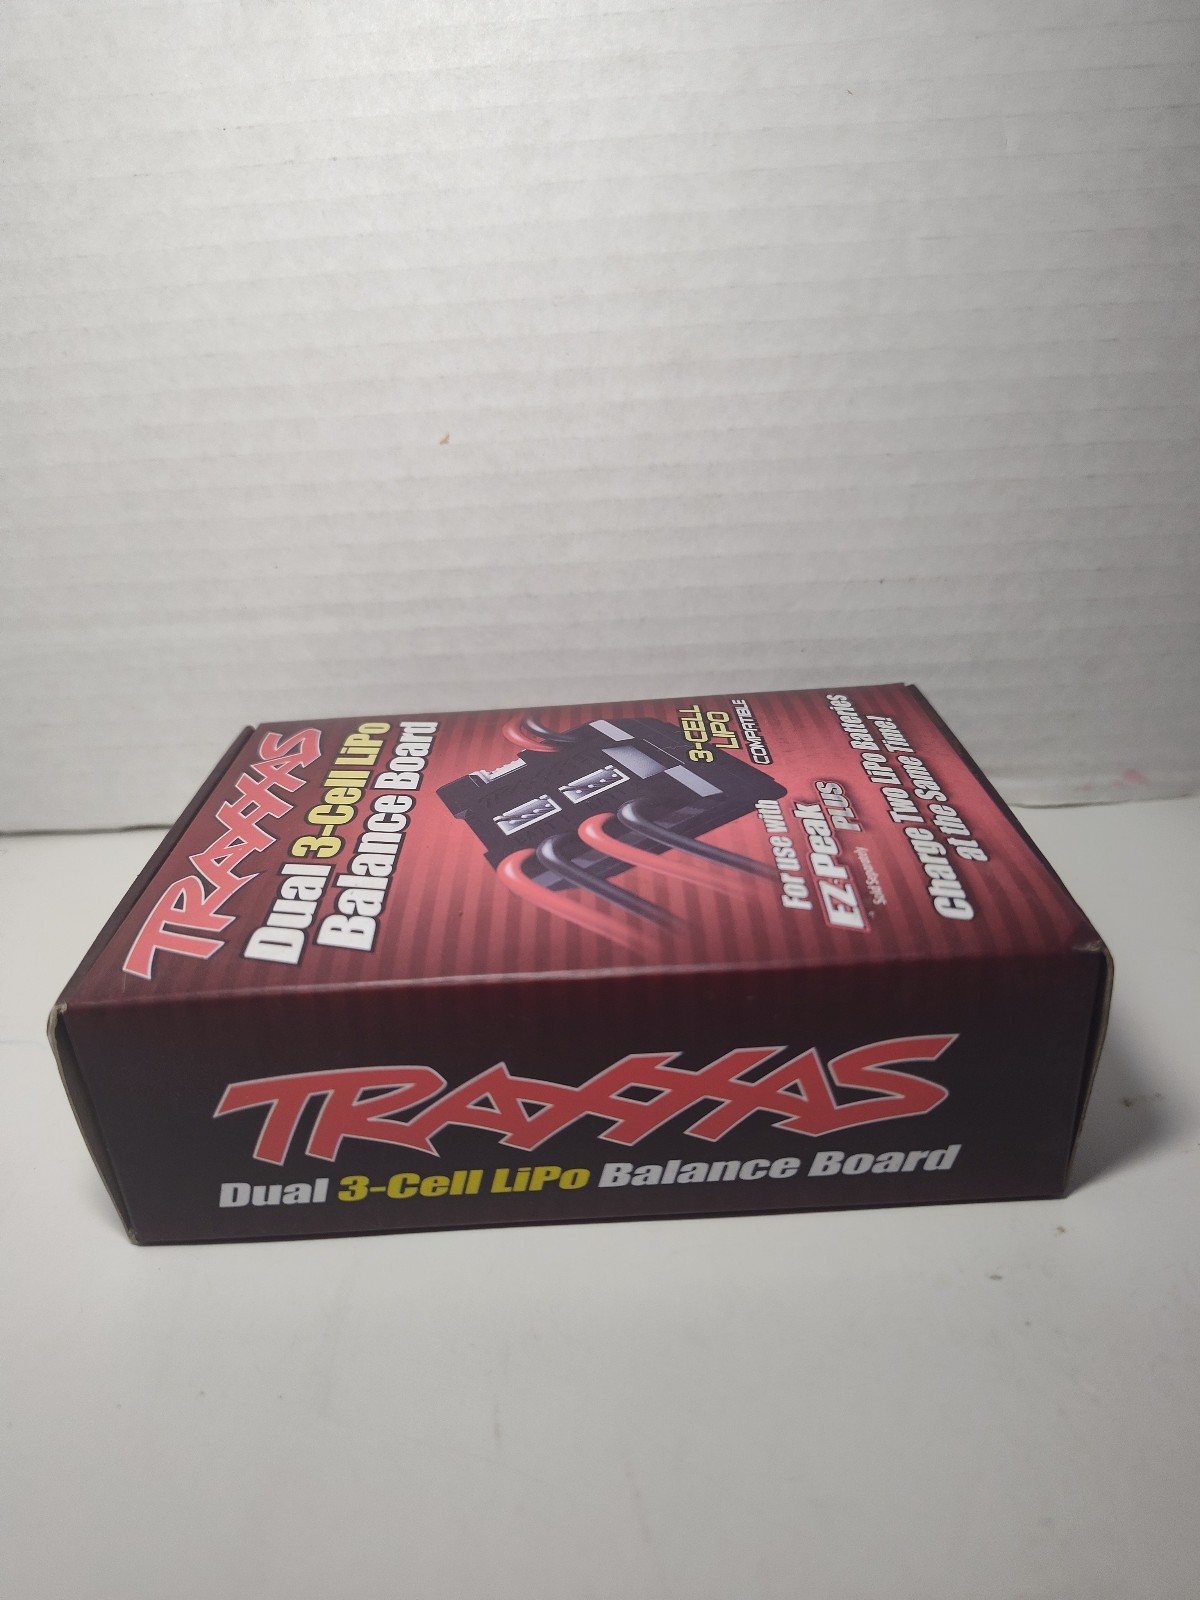 TRAXXAS
Dual 3-Cell LiPo
Balance Board
3-CELL
LIPO
COMPATIBLE
For use with
EZ-Peak
PLUS
Sold Separately
Charge Two LiPo Batteries
at the Same Time!
TRAXXAS
Dual 3-Cell LiPo Balance Board